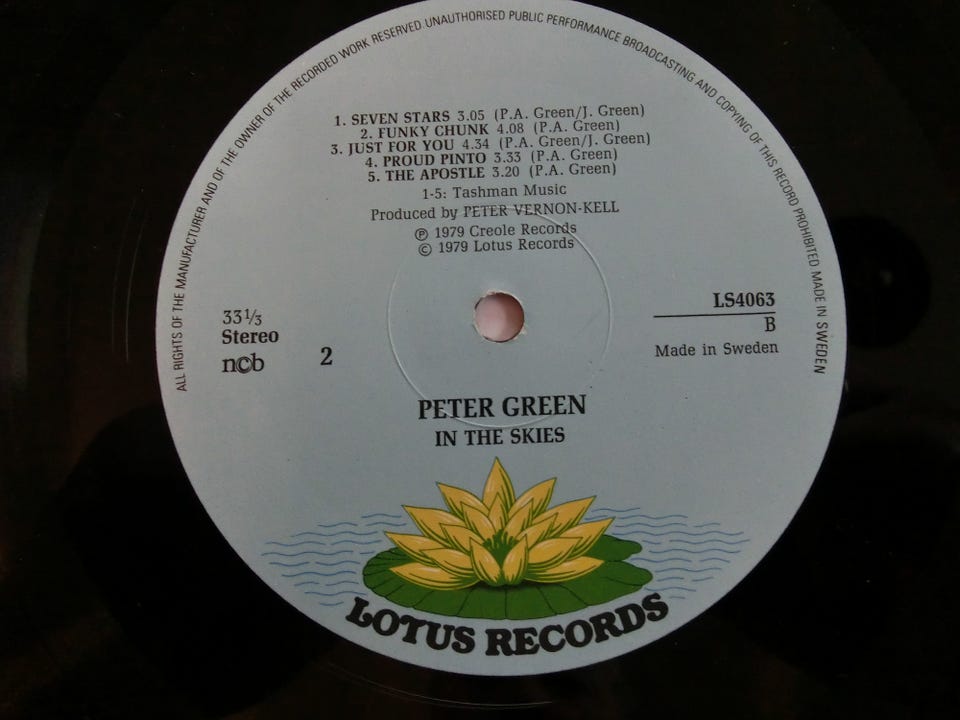 ALL RIGHTS OF THE MANUFACTURER AND OF THE OWNER OF THE RECORDED WORK RESERVED UNAUTHORISED PUBLIC PERFORMANCE BROADCASTING AND COPYING OF THIS RECORD PROHIBITED MADE IN SWEDEN
1. SEVEN STARS 3.05 (P.A. Green/J. Green)
2. FUNKY CHUNK 4.08 (P.A. Green)
3. JUST FOR YOU 4.34 (P.A. Green/J. Green)
4. PROUD PINTO 3.33 (P.A. Green)
5. THE APOSTLE 3.20 (P.A. Green)
1-5: Tashman Music
Produced by PETER VERNON-KELL
℗ 1979 Creole Records
© 1979 Lotus Records
33 1/3
Stereo
ncb
2
LS4063
B
Made in Sweden
PETER GREEN
IN THE SKIES
LOTUS RECORDS